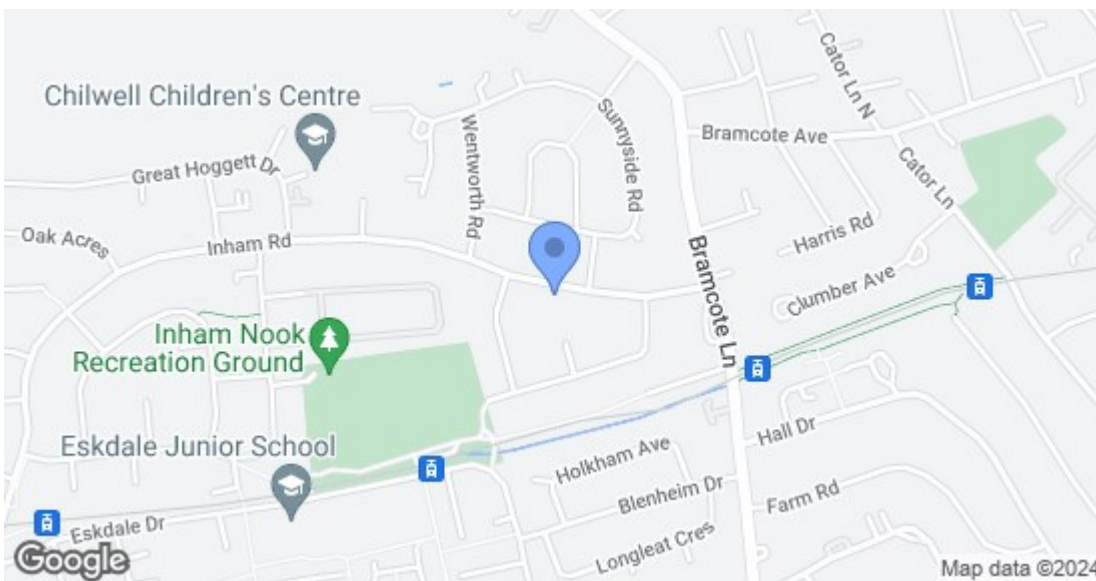 Cator Ln N
Chilwell Children's Centre
Sunnyside Rd
Wentworth Rd
Bramcote Ave
Great Hoggett Dr
Cator Ln
Oak Acres
Inham Rd
Harris Rd
Bramcote Ln
Clumber Ave
Inham Nook
Recreation Ground
Hall Dr
Eskdale Junior School
Holkham Ave
Blenheim Dr
Farm Rd
Eskdale Dr
Longleat Cres
Google
Map data ©2024